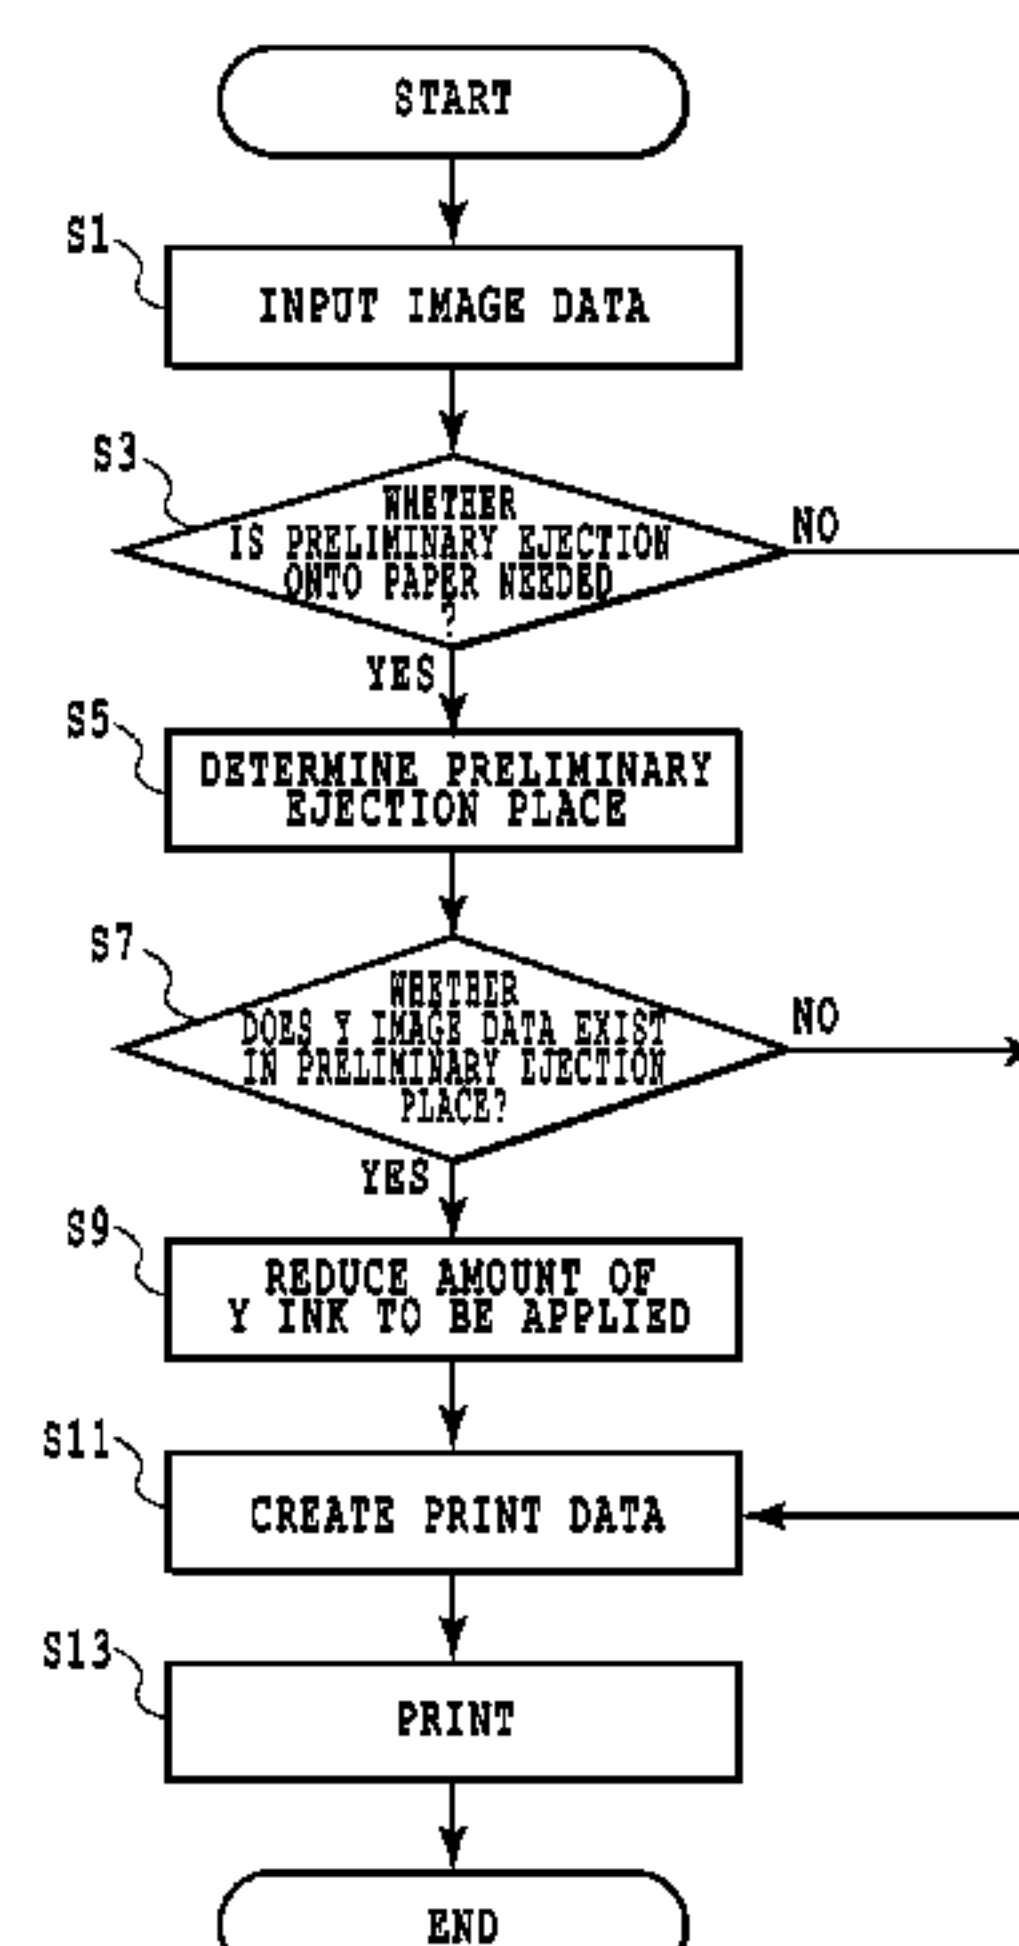 START
S1
INPUT IMAGE DATA
S3
WHETHER
IS PRELIMINARY EJECTION
ONTO PAPER NEEDED
?
NO
YES
S5
DETERMINE PRELIMINARY
EJECTION PLACE
S7
WHETHER
DOES Y IMAGE DATA EXIST
IN PRELIMINARY EJECTION
PLACE?
NO
YES
S9
REDUCE AMOUNT OF
Y INK TO BE APPLIED
S11
CREATE PRINT DATA
S13
PRINT
END